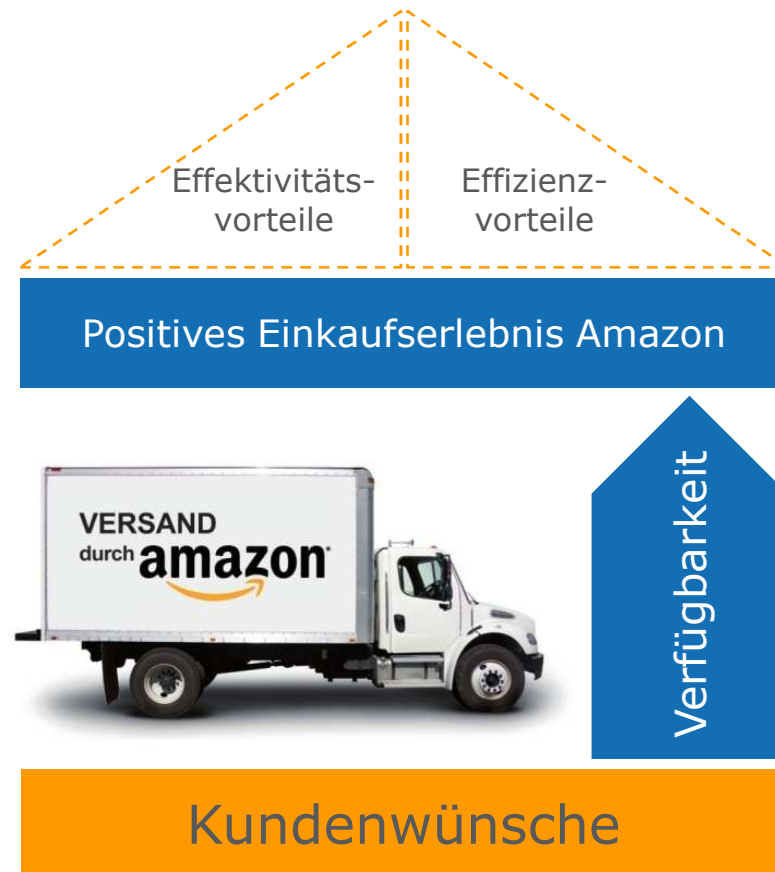 Effektivitäts-
vorteile
Effizienz-
vorteile
Positives Einkaufserlebnis Amazon
VERSAND
durch amazon
Verfügbarkeit
Kundenwünsche